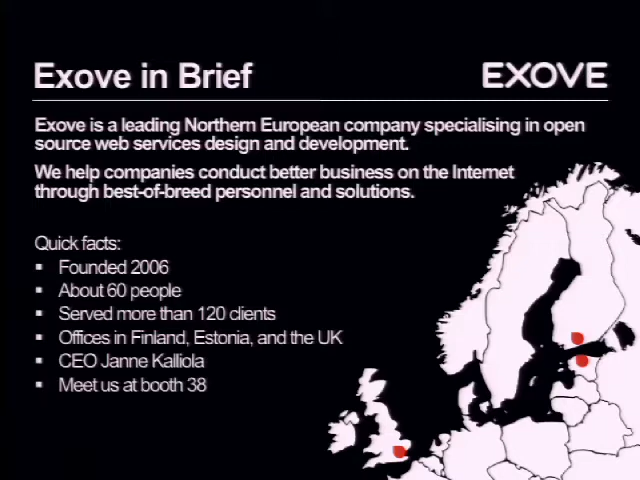 Exove in Brief
EXOVE
Exove is a leading Northern European company specialising in open
source web services design and development.
We help companies conduct better business on the Internet
through best-of-breed personnel and solutions.
Quick facts:
▪ Founded 2006
▪ About 60 people
▪ Served more than 120 clients
▪ Offices in Finland, Estonia, and the UK
▪ CEO Janne Kalliola
▪ Meet us at booth 38